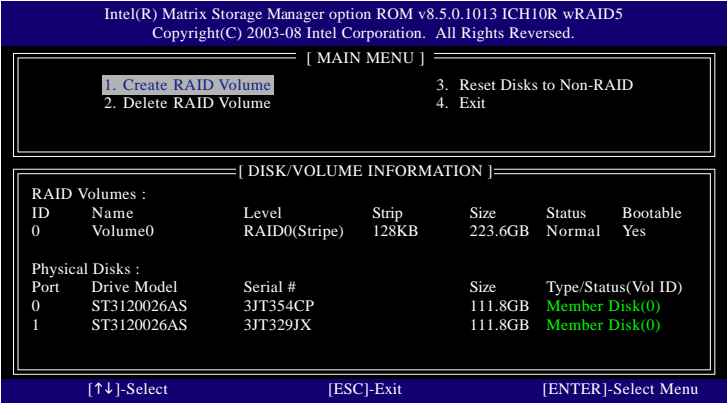 Intel(R) Matrix Storage Manager option ROM v8.5.0.1013 ICH10R wRAID5
Copyright(C) 2003-08 Intel Corporation. All Rights Reversed.
[ MAIN MENU ]
1. Create RAID Volume 3. Reset Disks to Non-RAID
2. Delete RAID Volume 4. Exit
[ DISK/VOLUME INFORMATION ]
RAID Volumes :
ID Name Level Strip Size Status Bootable
0 Volume0 RAID0(Stripe) 128KB 223.6GB Normal Yes
Physical Disks :
Port Drive Model Serial # Size Type/Status(Vol ID)
0 ST3120026AS 3JT354CP 111.8GB Member Disk(0)
1 ST3120026AS 3JT329JX 111.8GB Member Disk(0)
[↑↓]-Select [ESC]-Exit [ENTER]-Select Menu